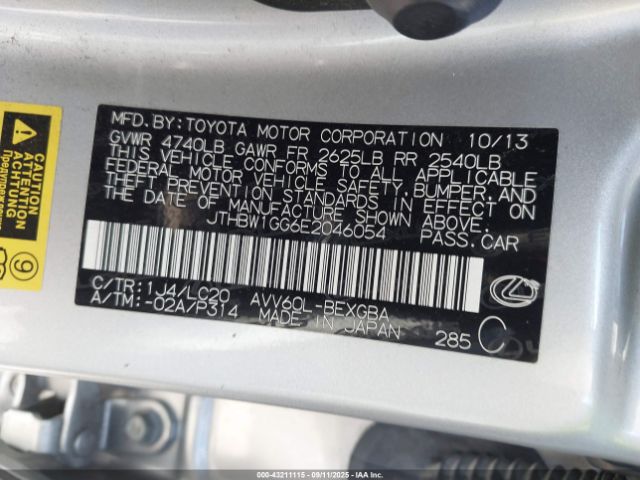 MFD. BY: TOYOTA MOTOR CORPORATION 10/13
GVWR 4740LB GAWR FR 2625LB RR 2540LB
THIS VEHICLE CONFORMS TO ALL APPLICABLE
FEDERAL MOTOR VEHICLE SAFETY, BUMPER, AND
THEFT PREVENTION STANDARDS IN EFFECT ON
THE DATE OF MANUFACTURE SHOWN ABOVE.
JTHBW1GG6E2046054 PASS. CAR
C/TR: 1J4/LC20 AVV60L-BEXGBA
A/TM: -02A/P314 MADE IN JAPAN
285 C
ATTENTION
ACHTUNG
9
000-43211115 - 09/11/2025 - IAA Inc.